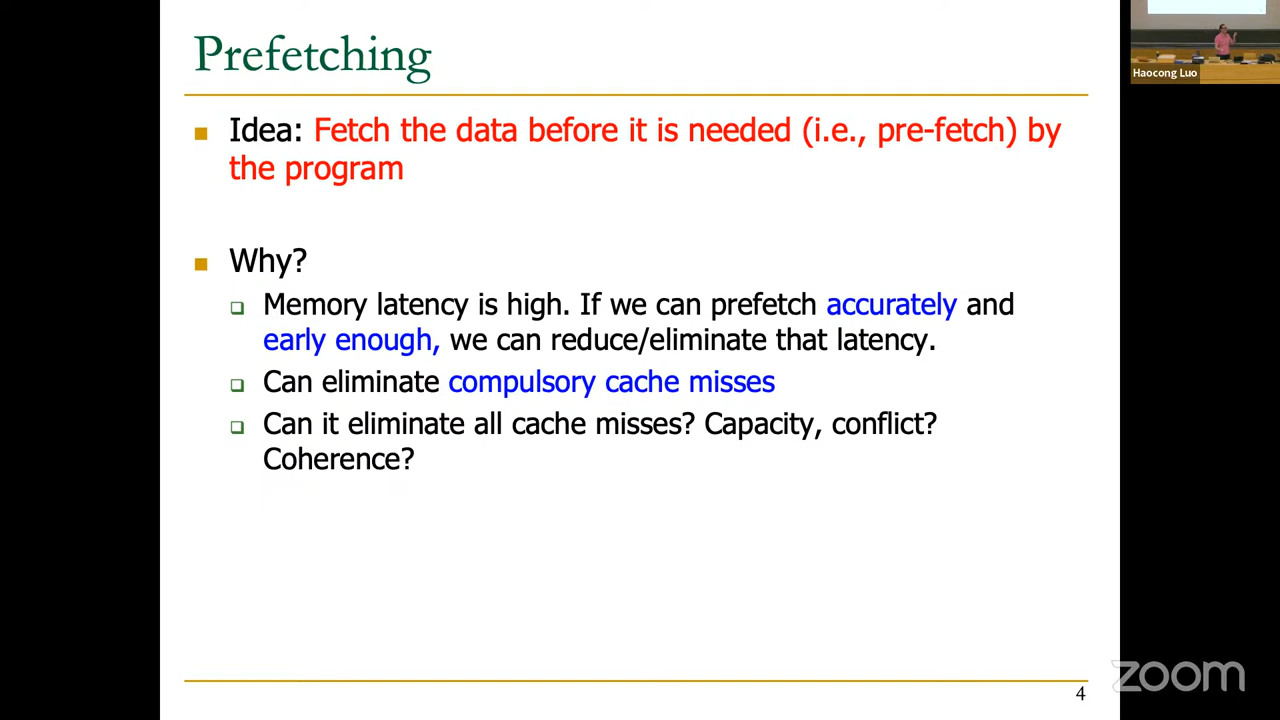 Prefetching
Idea: Fetch the data before it is needed (i.e., pre-fetch) by
the program
Why?
Memory latency is high. If we can prefetch accurately and
early enough, we can reduce/eliminate that latency.
Can eliminate compulsory cache misses
Can it eliminate all cache misses? Capacity, conflict?
Coherence?
4
Haocong Luo
zoom